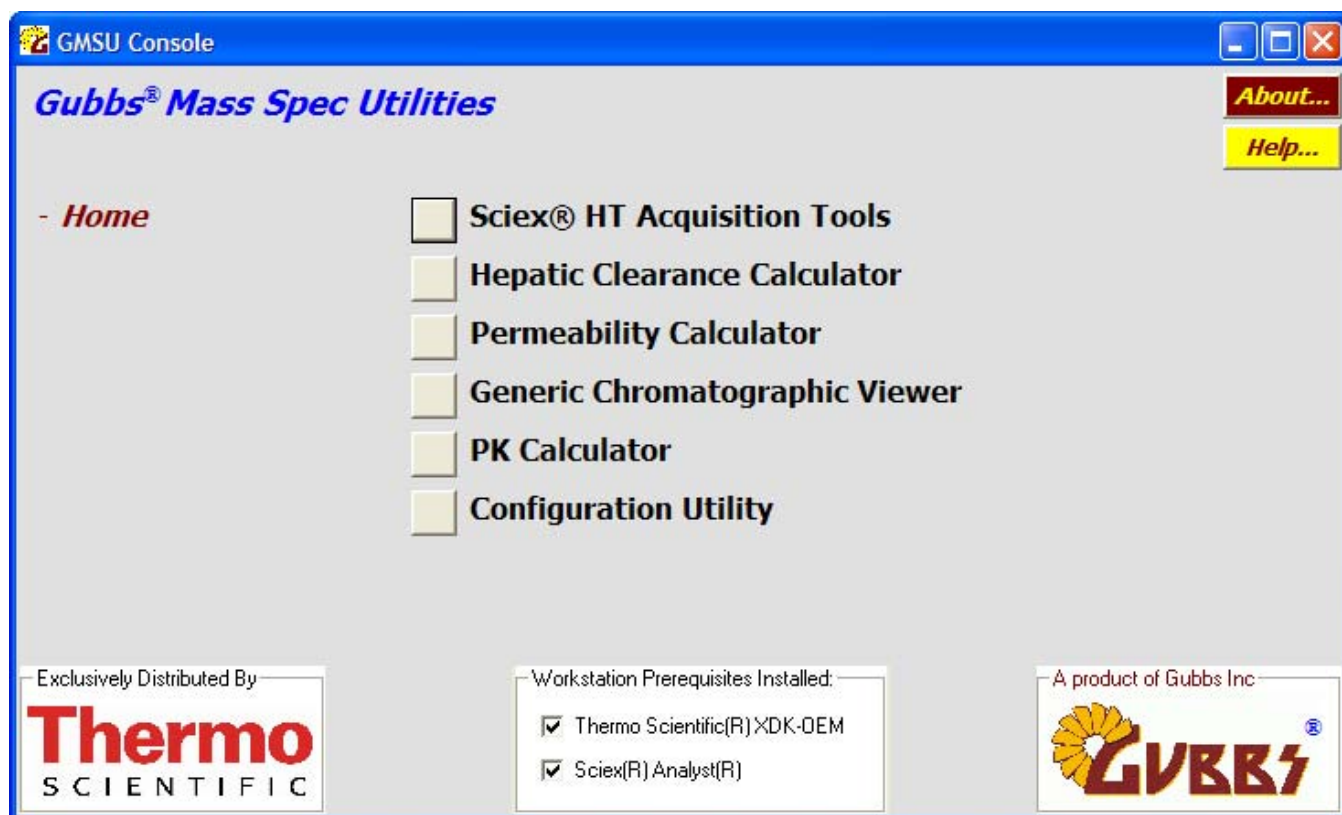 GMSU Console
Gubbs® Mass Spec Utilities
About...
Help...
- Home
Sciex® HT Acquisition Tools
Hepatic Clearance Calculator
Permeability Calculator
Generic Chromatographic Viewer
PK Calculator
Configuration Utility
Exclusively Distributed By
Thermo
SCIENTIFIC
Workstation Prerequisites Installed:
Thermo Scientific(R) XDK-OEM
Sciex(R) Analyst(R)
A product of Gubbs Inc
GUBBS®